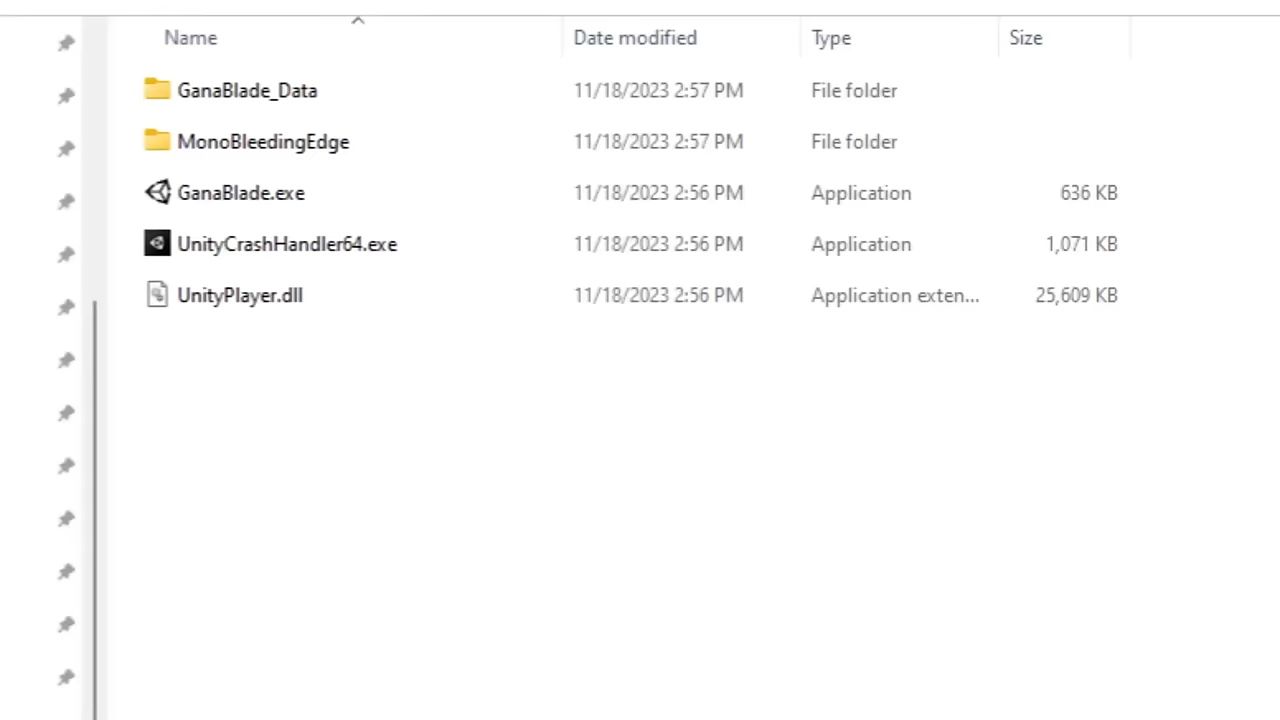 Name Date modified Type Size
GanaBlade_Data 11/18/2023 2:57 PM File folder
MonoBleedingEdge 11/18/2023 2:57 PM File folder
GanaBlade.exe 11/18/2023 2:56 PM Application 636 KB
UnityCrashHandler64.exe 11/18/2023 2:56 PM Application 1,071 KB
UnityPlayer.dll 11/18/2023 2:56 PM Application exten... 25,609 KB